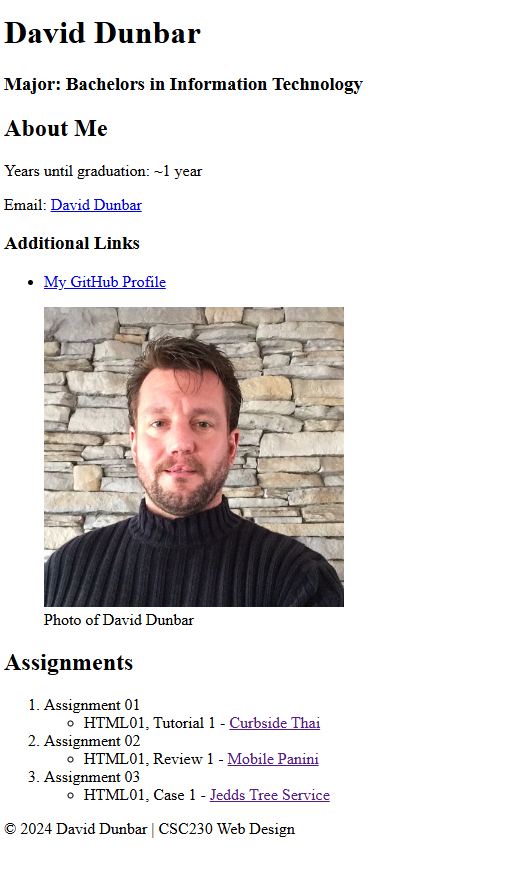 David Dunbar
Major: Bachelors in Information Technology
About Me
Years until graduation: ~1 year
Email: David Dunbar
Additional Links
• My GitHub Profile
Photo of David Dunbar
Assignments
1. Assignment 01
○ HTML01, Tutorial 1 - Curbside Thai
2. Assignment 02
○ HTML01, Review 1 - Mobile Panini
3. Assignment 03
○ HTML01, Case 1 - Jedds Tree Service
© 2024 David Dunbar | CSC230 Web Design